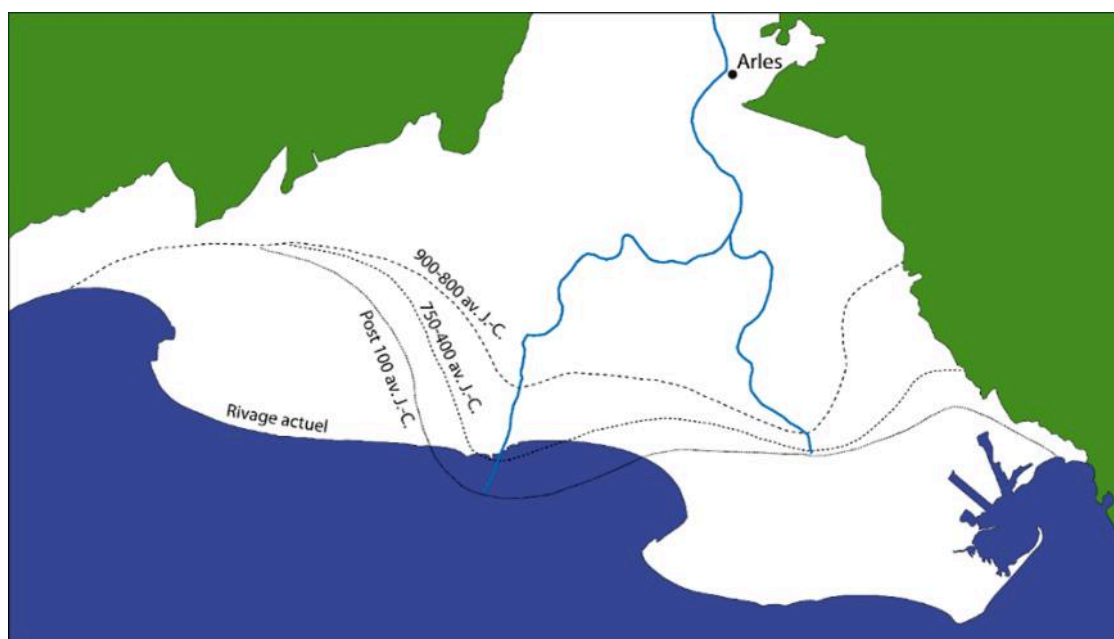 Arles
900-800 av. J.-C.
750-400 av. J.-C.
Post 100 av. J.-C.
Rivage actuel